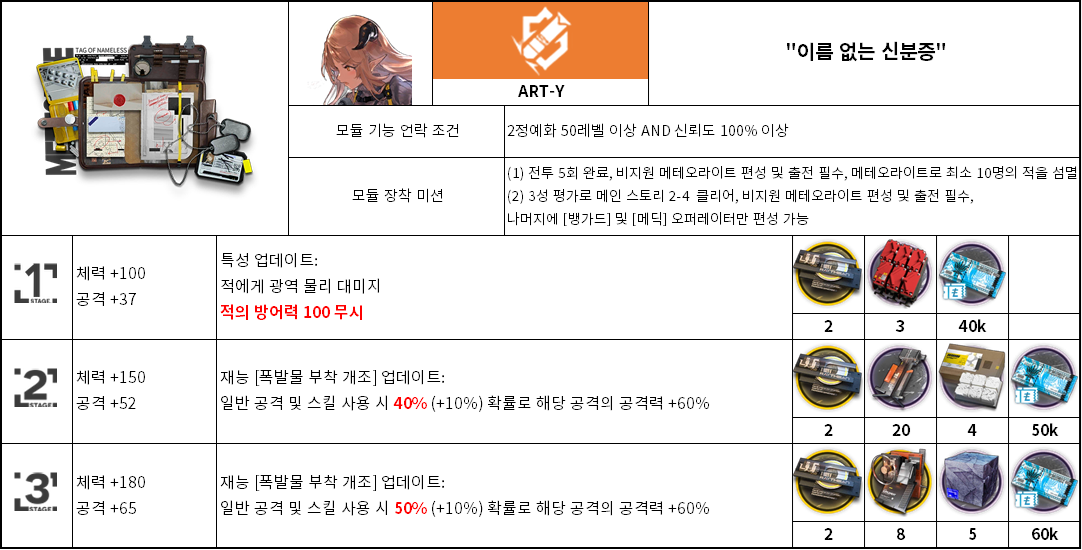 METEORITE
TAG OF NAMELESS
ART-Y
"이름 없는 신분증"
모듈 기능 언락 조건
2정예화 50레벨 이상 AND 신뢰도 100% 이상
모듈 장착 미션
(1) 전투 5회 완료, 비지원 메테오라이트 편성 및 출전 필수, 메테오라이트로 최소 10명의 적을 섬멸
(2) 3성 평가로 메인 스토리 2-4 클리어, 비지원 메테오라이트 편성 및 출전 필수,
나머지에 [뱅가드] 및 [메딕] 오퍼레이터만 편성 가능
1
STAGE.
체력 +100
공격 +37
특성 업데이트:
적에게 광역 물리 대미지
적의 방어력 100 무시
2
3
40k
2
STAGE.
체력 +150
공격 +52
재능 [폭발물 부착 개조] 업데이트:
일반 공격 및 스킬 사용 시 40% (+10%) 확률로 해당 공격의 공격력 +60%
2
20
4
50k
3
STAGE.
체력 +180
공격 +65
재능 [폭발물 부착 개조] 업데이트:
일반 공격 및 스킬 사용 시 50% (+10%) 확률로 해당 공격의 공격력 +60%
2
8
5
60k